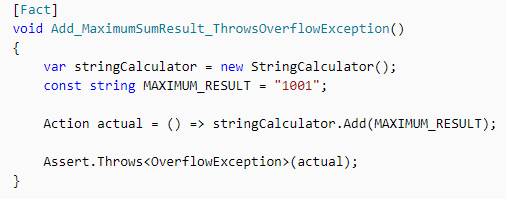 [Fact]
void Add_MaximumSumResult_ThrowsOverflowException()
{
    var stringCalculator = new StringCalculator();
    const string MAXIMUM_RESULT = "1001";

    Action actual = () => stringCalculator.Add(MAXIMUM_RESULT);

    Assert.Throws<OverflowException>(actual);
}